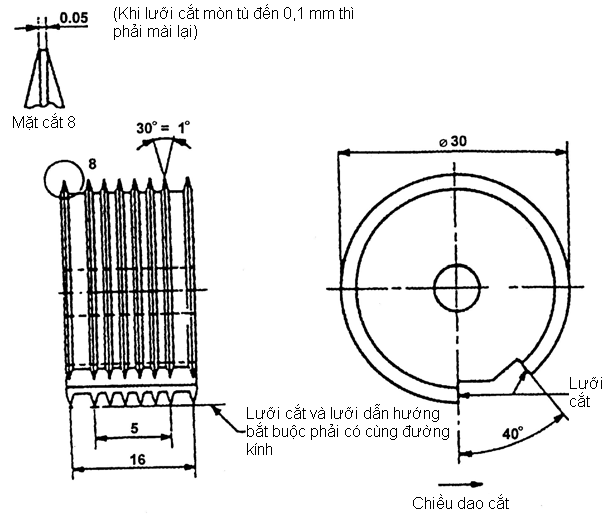 0.05
(Khi lưỡi cắt mòn tù đến 0,1 mm thì
phải mài lại)
Mặt cắt 8
30° = 1°
8
ø 30
Lưỡi
cắt
Lưỡi cắt và lưỡi dẫn hướng
bắt buộc phải có cùng đường
kính
5
16
40°
Chiều dao cắt